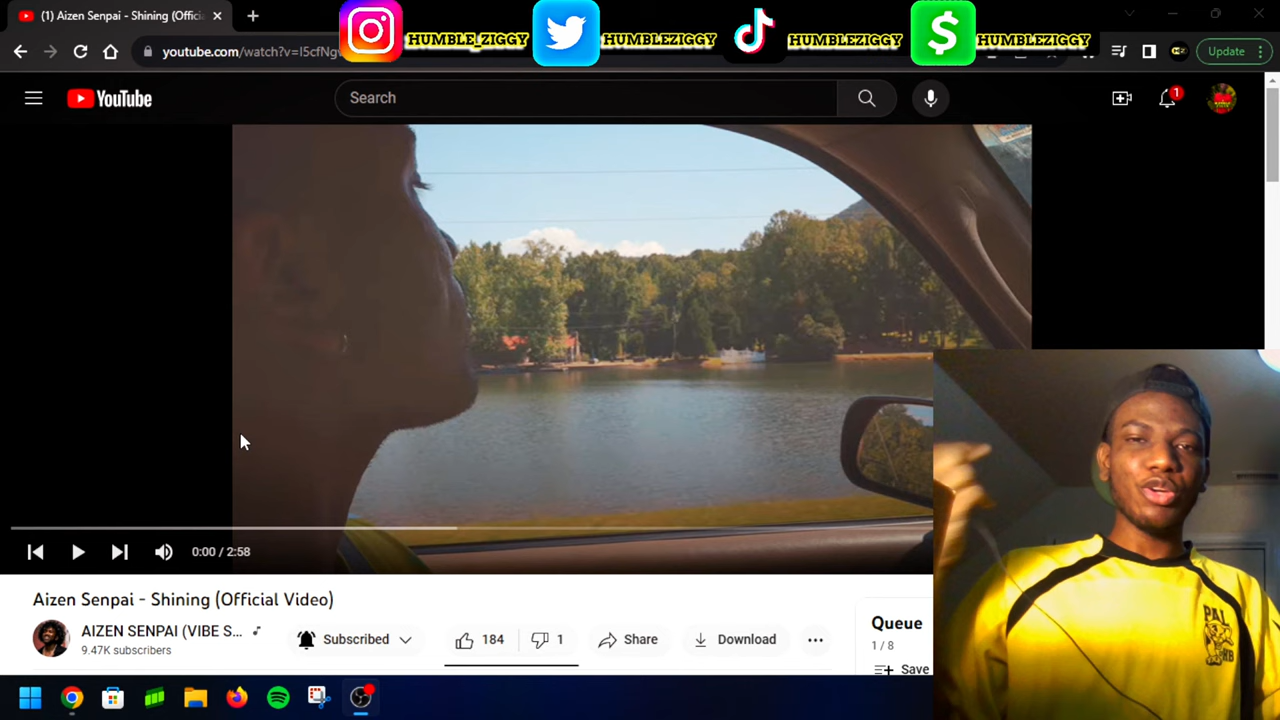 (1) Aizen Senpai - Shining (Offici
HUMBLE_ZIGGY
HUMBLEZIGGY
HUMBLEZIGGY
HUMBLEZIGGY
youtube.com/watch?v=I5cfNg
Update
YouTube
Search
1
0:00 / 2:58
Aizen Senpai - Shining (Official Video)
AIZEN SENPAI (VIBE S...
9.47K subscribers
Subscribed
184
1
Share
Download
Queue
1 / 8
Save
PAL